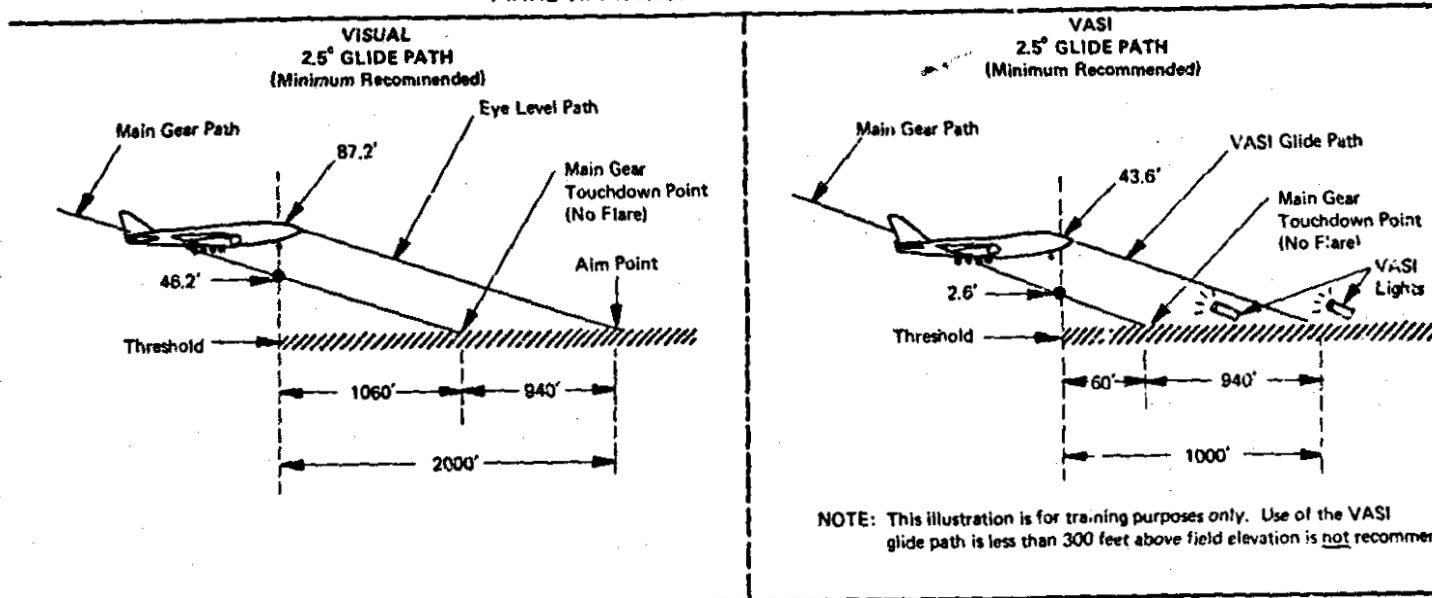 VISUAL
2.5° GLIDE PATH
(Minimum Recommended)
Eye Level Path
Main Gear Path
87.2'
Main Gear
Touchdown Point
(No Flare)
Aim Point
46.2'
Threshold
1060'
940'
2000'
VASI
2.5° GLIDE PATH
(Minimum Recommended)
Main Gear Path
VASI Glide Path
43.6'
Main Gear
Touchdown Point
(No Flare)
VASI
Lights
2.6'
Threshold
60'
940'
1000'
NOTE: This illustration is for training purposes only. Use of the VASI
glide path is less than 300 feet above field elevation is not recommen